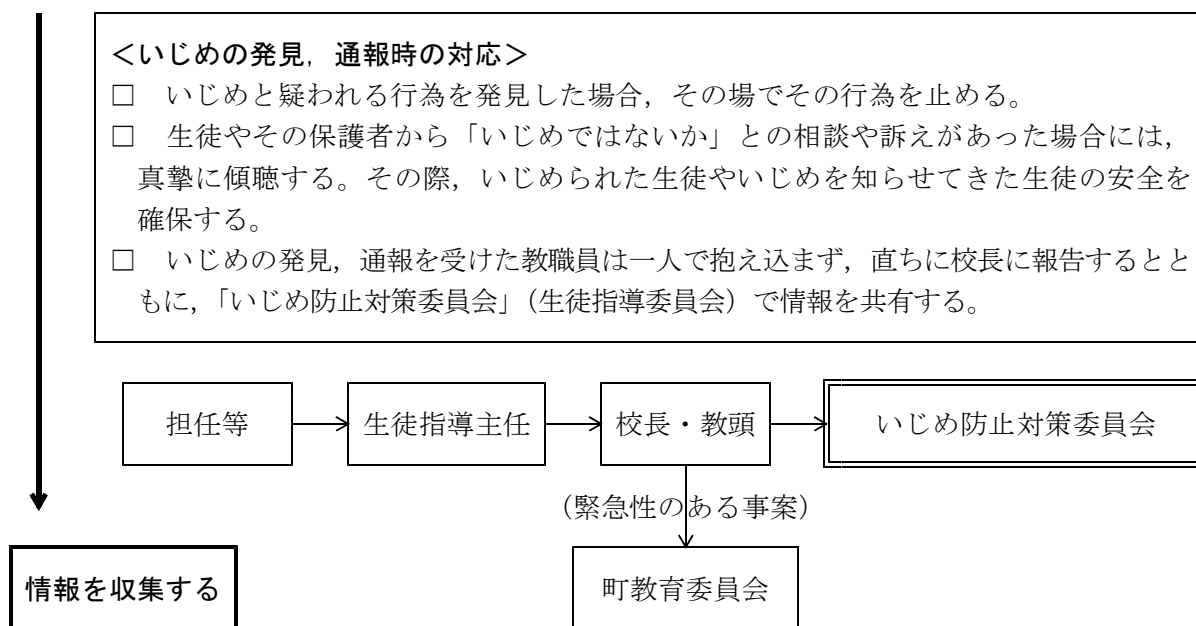 ＜いじめの発見，通報時の対応＞
□　いじめと疑われる行為を発見した場合，その場でその行為を止める。
□　生徒やその保護者から「いじめではないか」との相談や訴えがあった場合には，
真摯に傾聴する。その際，いじめられた生徒やいじめを知らせてきた生徒の安全を
確保する。
□　いじめの発見，通報を受けた教職員は一人で抱え込まず，直ちに校長に報告するとと
もに，「いじめ防止対策委員会」（生徒指導委員会）で情報を共有する。
担任等
生徒指導主任
校長・教頭
いじめ防止対策委員会
（緊急性のある事案）
情報を収集する
町教育委員会